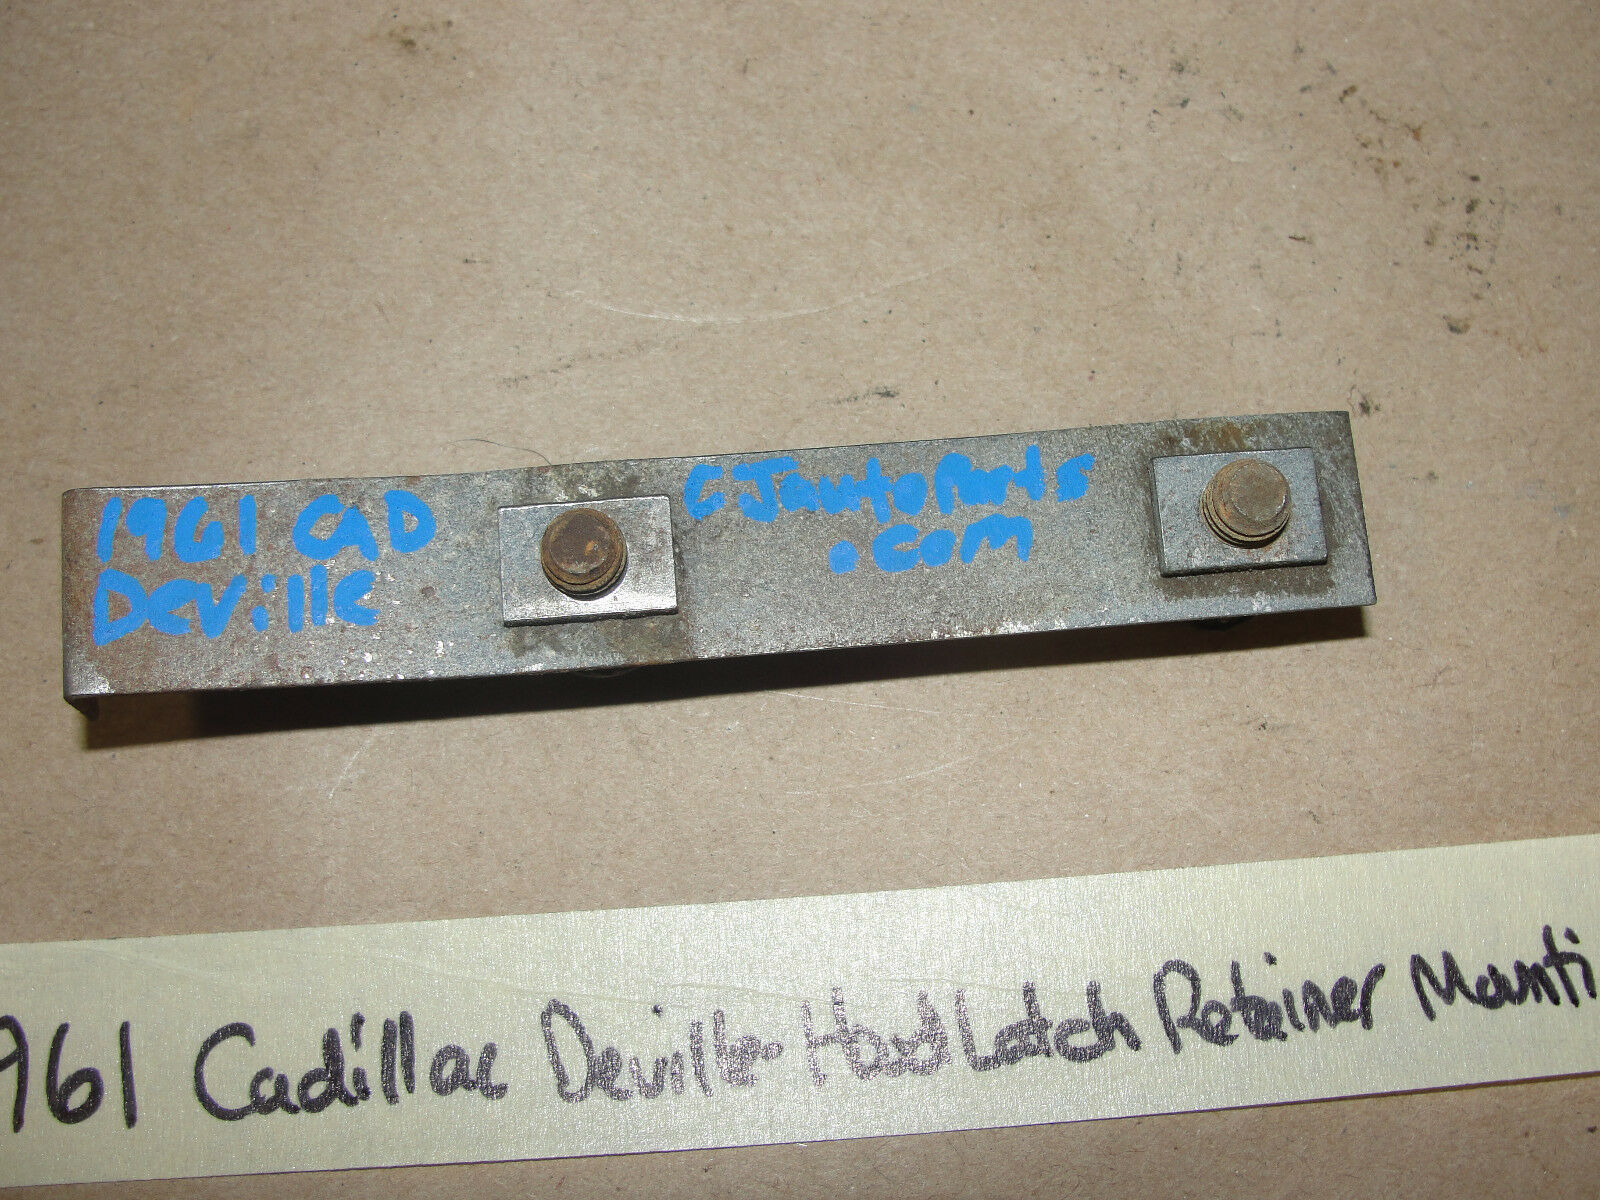 1961 CAD
Deville
CJautoParts
.com
961 Cadillac Deville Hood Latch Retainer Mounti